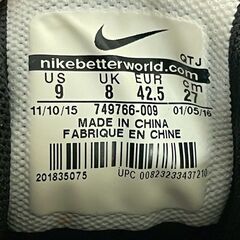 QTJ
nikebetterworld.com
US UK EUR cm
9 8 42.5 27
11/10/15 749766-009 01/05/16
MADE IN CHINA
FABRIQUE EN CHINE
201835075
UPC 00823233437210